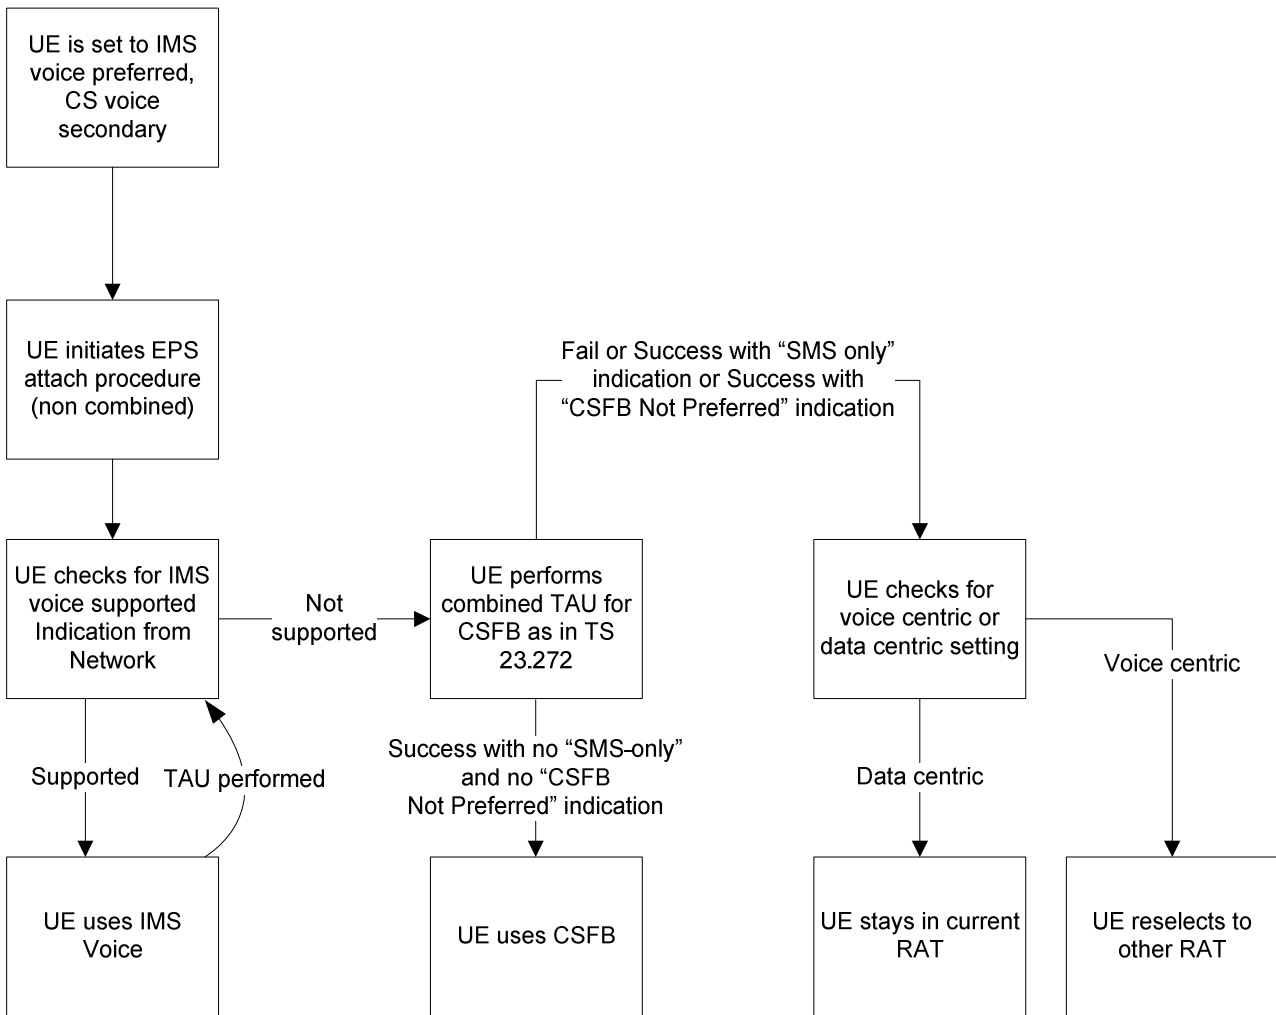 UE is set to IMS
voice preferred,
CS voice
secondary
UE initiates EPS
attach procedure
(non combined)
Fail or Success with “SMS only”
indication or Success with
“CSFB Not Preferred” indication
UE checks for IMS
voice supported
Indication from
Network
Not
supported
UE performs
combined TAU for
CSFB as in TS
23.272
UE checks for
voice centric or
data centric setting
Voice centric
Supported
TAU performed
Success with no “SMS-only”
and no “CSFB
Not Preferred” indication
Data centric
UE uses IMS
Voice
UE uses CSFB
UE stays in current
RAT
UE reselects to
other RAT